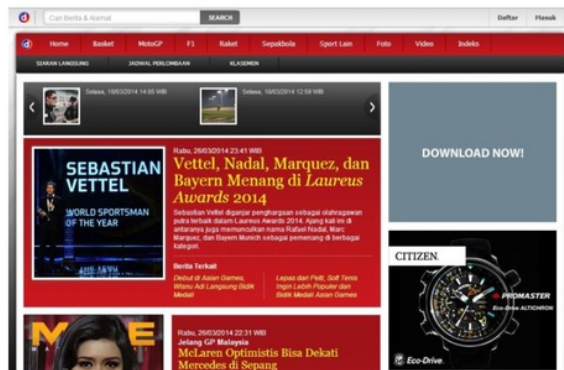 d
Cari Berita & Alamat
SEARCH
Daftar
Masuk
d
Home
Basket
MotoGP
F1
Raket
Sepakbola
Sport Lain
Foto
Video
Indeks
SIARAN LANGSUNG
JADWAL PERLOMBAAN
KLASEMEN
Selasa, 18/03/2014 14:05 WIB
Selasa, 18/03/2014 12:59 WIB
SEBASTIAN
VETTEL
WORLD SPORTSMAN
OF THE YEAR
Rabu, 26/03/2014 23:41 WIB
Vettel, Nadal, Marquez, dan
Bayern Menang di Laureus
Awards 2014
Sebastian Vettel diganjar penghargaan sebagai olahragawan
putra terbaik dalam Laureus Awards 2014. Ajang kali ini di
antaranya juga memunculkan nama Rafael Nadal, Marc
Marquez, dan Bayern Munich sebagai pemenang di berbagai
kategori.
Berita Terkait
Debut di Asian Games,
Wisnu Adi Langsung Bidik
Medali
Lepas dari Pelti, Soft Tenis
Ingin Lebih Populer dan
Bidik Medali Asian Games
DOWNLOAD NOW!
CITIZEN
PROMASTER
Eco-Drive ALTICHRON
Eco-Drive
Rabu, 26/03/2014 22:31 WIB
Jelang GP Malaysia
McLaren Optimistis Bisa Dekati
Mercedes di Sepang